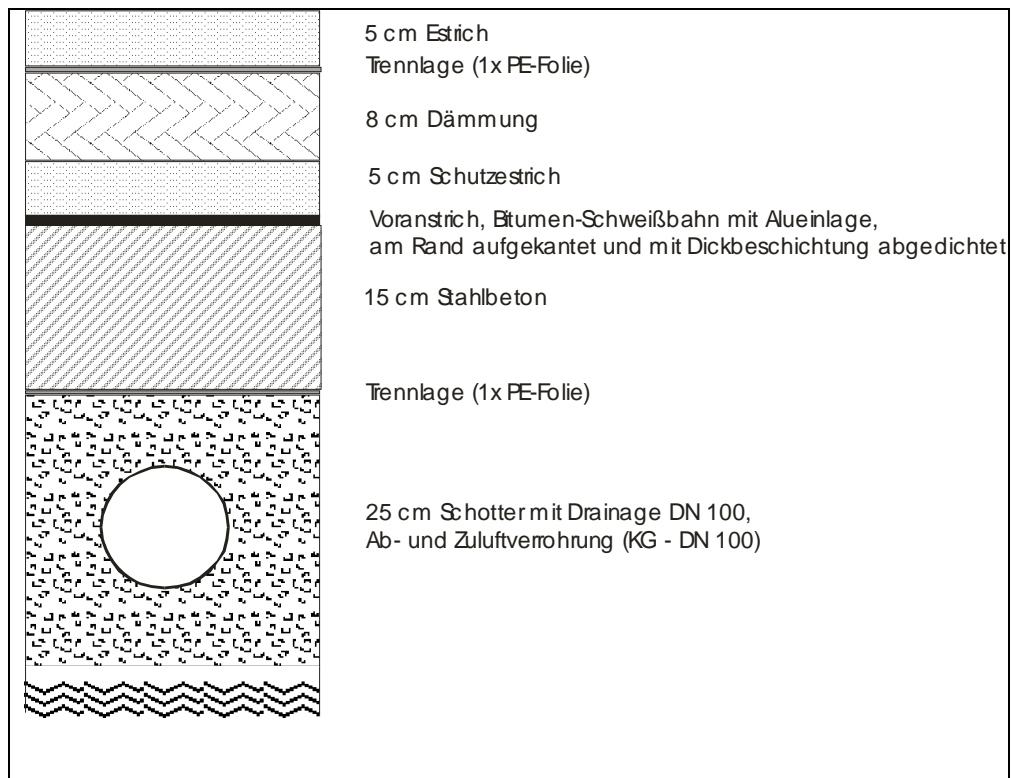 5 cm Estrich
Trennlage (1x PE-Folie)
8 cm Dämmung
5 cm Schutzestrich
Voranstrich, Bitumen-Schweißbahn mit Alueinlage,
am Rand aufgekantet und mit Dickbeschichtung abgedichtet
15 cm Stahlbeton
Trennlage (1x PE-Folie)
25 cm Schotter mit Drainage DN 100,
Ab- und Zuluftverrohrung (KG - DN 100)